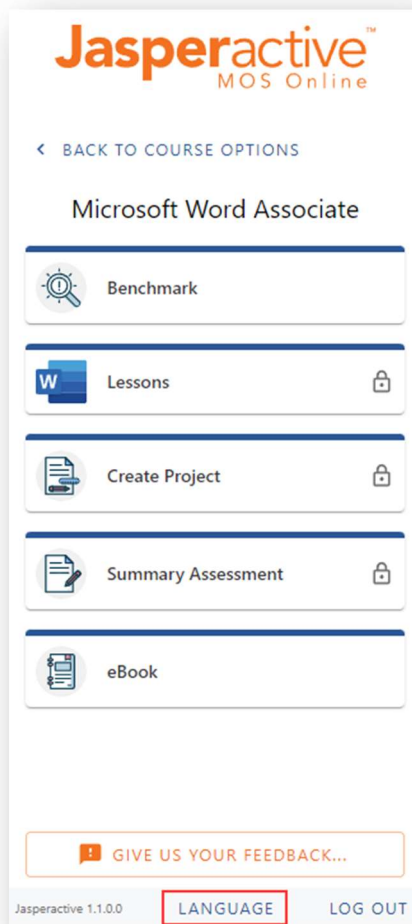 Jasperactive™
MOS Online
< BACK TO COURSE OPTIONS
Microsoft Word Associate
Benchmark
W Lessons
Create Project
Summary Assessment
eBook
GIVE US YOUR FEEDBACK...
Jasperactive 1.1.0.0 LANGUAGE LOG OUT